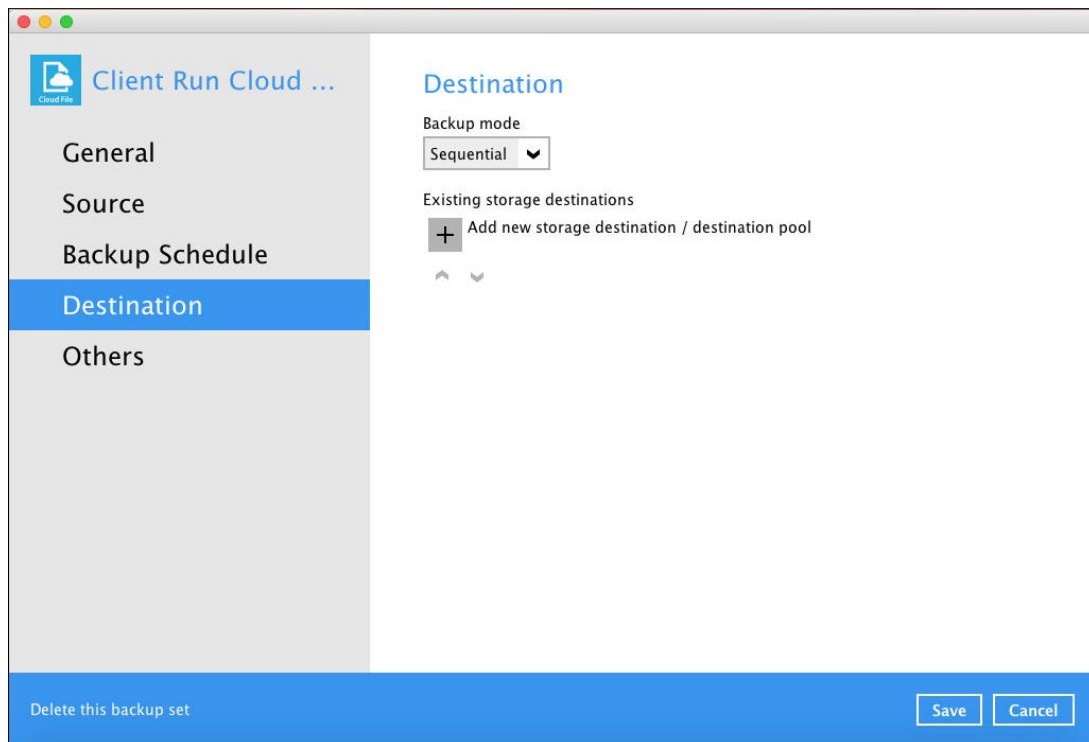 Cloud File
Client Run Cloud ...
General
Source
Backup Schedule
Destination
Others
Destination
Backup mode
Sequential
Existing storage destinations
Add new storage destination / destination pool
Delete this backup set
Save
Cancel